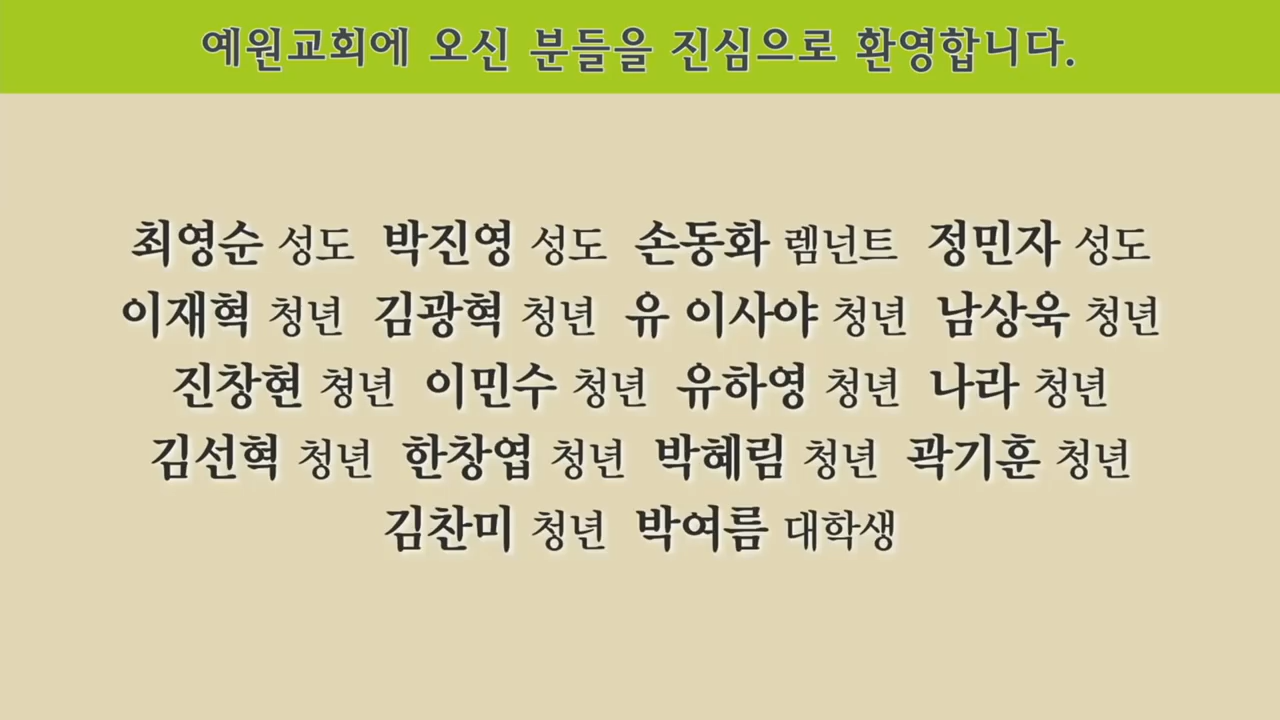 예원교회에 오신 분들을 진심으로 환영합니다.
최영순 성도 박진영 성도 손동화 렘넌트 정민자 성도
이재혁 청년 김광혁 청년 유 이사야 청년 남상욱 청년
진창현 쳥년 이민수 청년 유하영 청년 나라 청년
김선혁 청년 한창엽 청년 박혜림 청년 곽기훈 청년
김찬미 청년 박여름 대학생